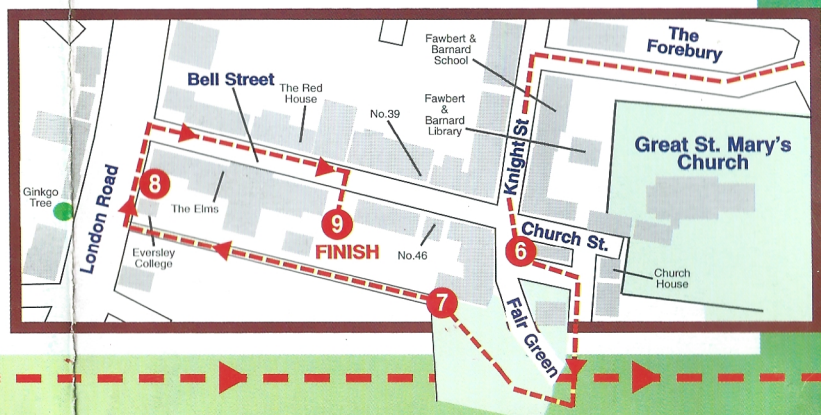 The
Forebury
Fawbert &
Barnard
School
Bell Street
The Red
House
No.39
Fawbert &
Barnard
Library
Knight St
Great St. Mary's
Church
Ginkgo
Tree
London Road
8
The Elms
9
FINISH
Eversley
College
No.46
Church St.
6
Church
House
7
Fair Green